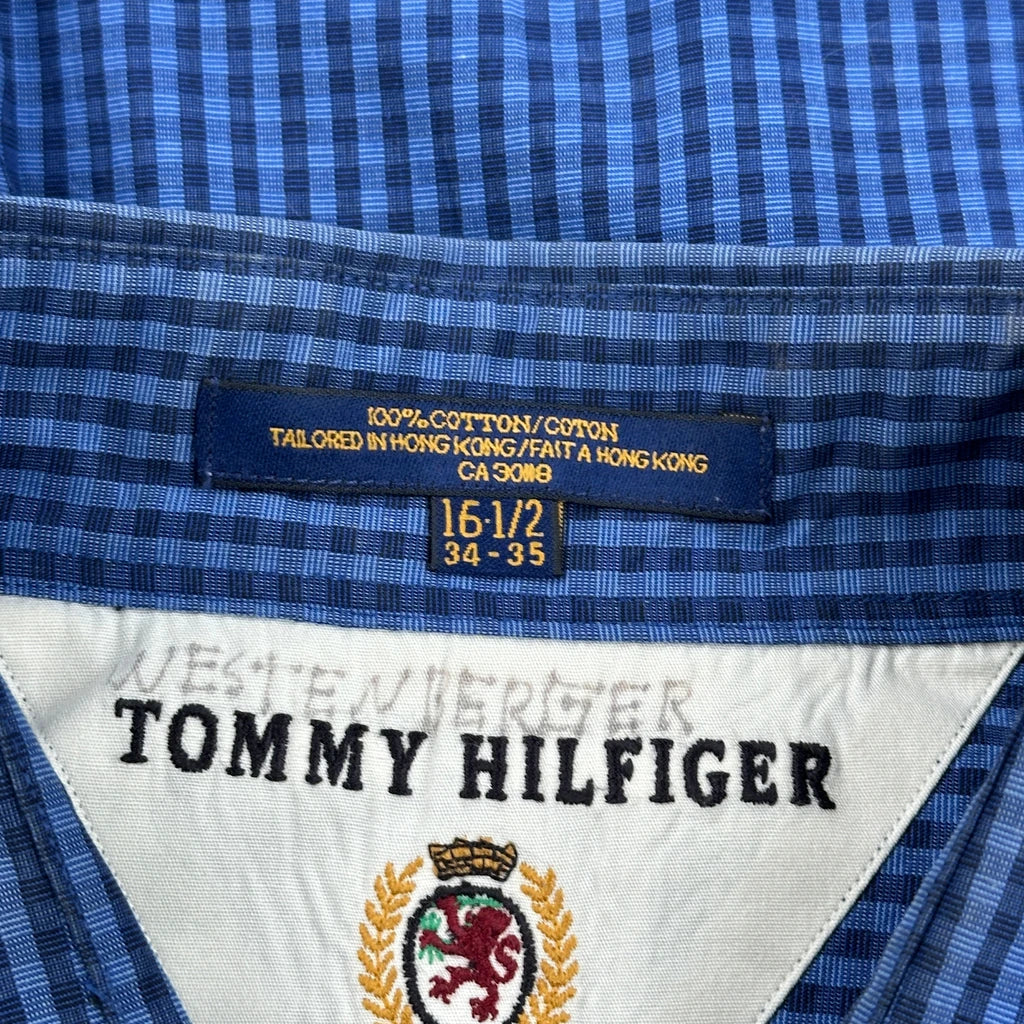 100% COTTON/COTON
TAILORED IN HONG KONG/FAIT A HONG KONG
CA 30118
16-1/2
34 - 35
WESTENBERGER
TOMMY HILFIGER